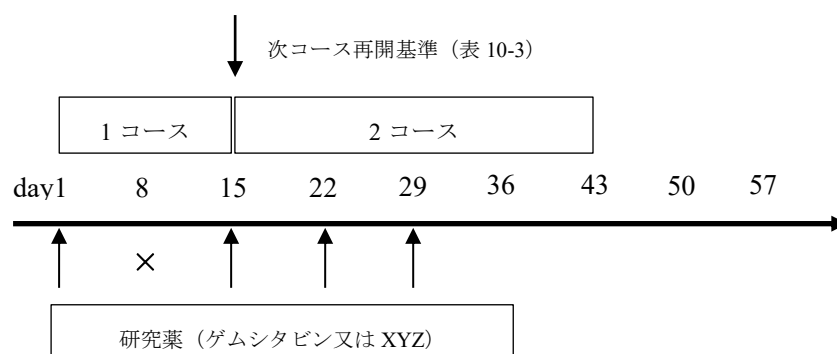 次コース再開基準（表 10-3）
1 コース 2 コース
day1 8 15 22 29 36 43 50 57
×
研究薬（ゲムシタビン又は XYZ）